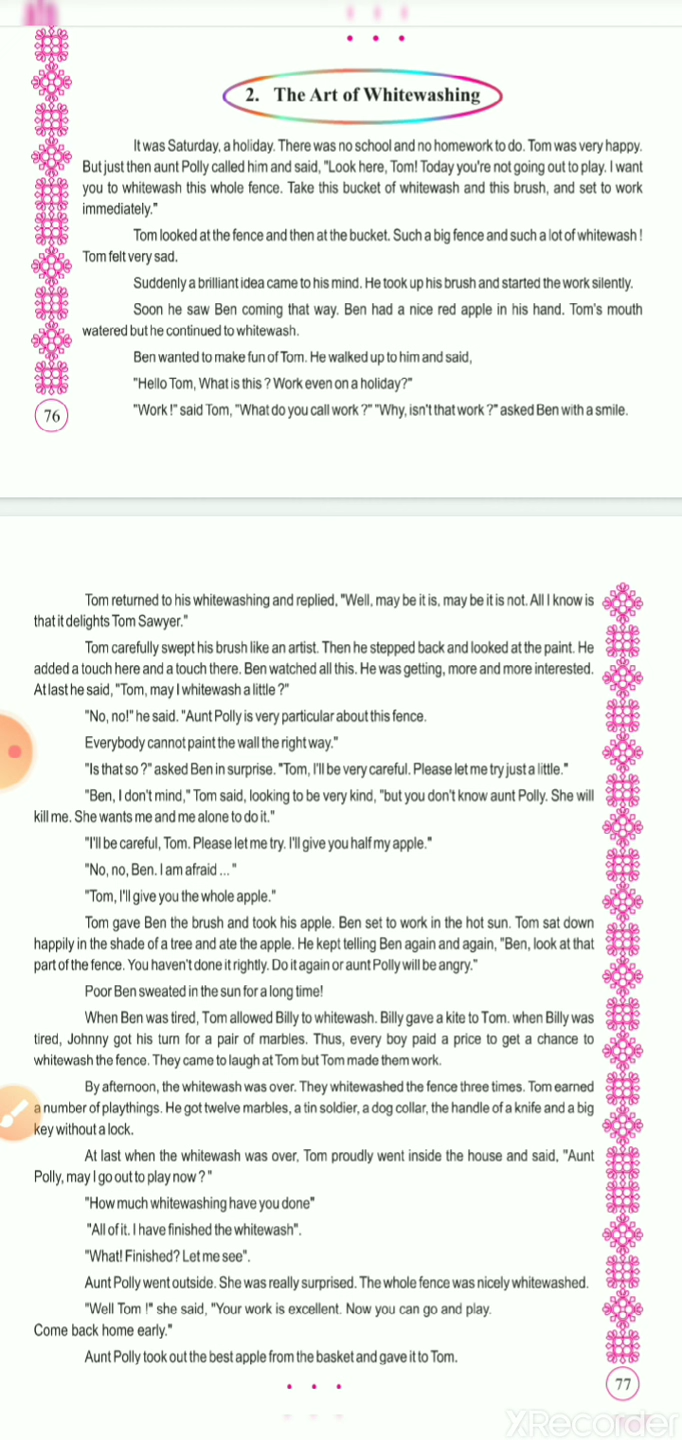 2. The Art of Whitewashing
It was Saturday, a holiday. There was no school and no homework to do. Tom was very happy.
But just then aunt Polly called him and said, "Look here, Tom! Today you're not going out to play. I want
you to whitewash this whole fence. Take this bucket of whitewash and this brush, and set to work
immediately."
Tom looked at the fence and then at the bucket. Such a big fence and such a lot of whitewash !
Tom felt very sad.
Suddenly a brilliant idea came to his mind. He took up his brush and started the work silently.
Soon he saw Ben coming that way. Ben had a nice red apple in his hand. Tom's mouth
watered but he continued to whitewash.
Ben wanted to make fun of Tom. He walked up to him and said,
"Hello Tom, What is this ? Work even on a holiday?"
"Work !" said Tom, "What do you call work ?" "Why, isn't that work ?" asked Ben with a smile.
76
Tom returned to his whitewashing and replied, "Well, may be it is, may be it is not. All I know is
that it delights Tom Sawyer."
Tom carefully swept his brush like an artist. Then he stepped back and looked at the paint. He
added a touch here and a touch there. Ben watched all this. He was getting, more and more interested.
At last he said, "Tom, may I whitewash a little ?"
"No, no!" he said. "Aunt Polly is very particular about this fence.
Everybody cannot paint the wall the right way."
"Is that so ?" asked Ben in surprise. "Tom, I'll be very careful. Please let me try just a little."
"Ben, I don't mind," Tom said, looking to be very kind, "but you don't know aunt Polly. She will
kill me. She wants me and me alone to do it."
"I'll be careful, Tom. Please let me try. I'll give you half my apple."
"No, no, Ben. I am afraid ... "
"Tom, I'll give you the whole apple."
Tom gave Ben the brush and took his apple. Ben set to work in the hot sun. Tom sat down
happily in the shade of a tree and ate the apple. He kept telling Ben again and again, "Ben, look at that
part of the fence. You haven't done it rightly. Do it again or aunt Polly will be angry."
Poor Ben sweated in the sun for a long time!
When Ben was tired, Tom allowed Billy to whitewash. Billy gave a kite to Tom. when Billy was
tired, Johnny got his turn for a pair of marbles. Thus, every boy paid a price to get a chance to
whitewash the fence. They came to laugh at Tom but Tom made them work.
By afternoon, the whitewash was over. They whitewashed the fence three times. Tom earned
a number of playthings. He got twelve marbles, a tin soldier, a dog collar, the handle of a knife and a big
key without a lock.
At last when the whitewash was over, Tom proudly went inside the house and said, "Aunt
Polly, may I go out to play now ? "
"How much whitewashing have you done"
"All of it. I have finished the whitewash".
"What! Finished? Let me see".
Aunt Polly went outside. She was really surprised. The whole fence was nicely whitewashed.
"Well Tom !" she said, "Your work is excellent. Now you can go and play.
Come back home early."
Aunt Polly took out the best apple from the basket and gave it to Tom.
77
XRecorder